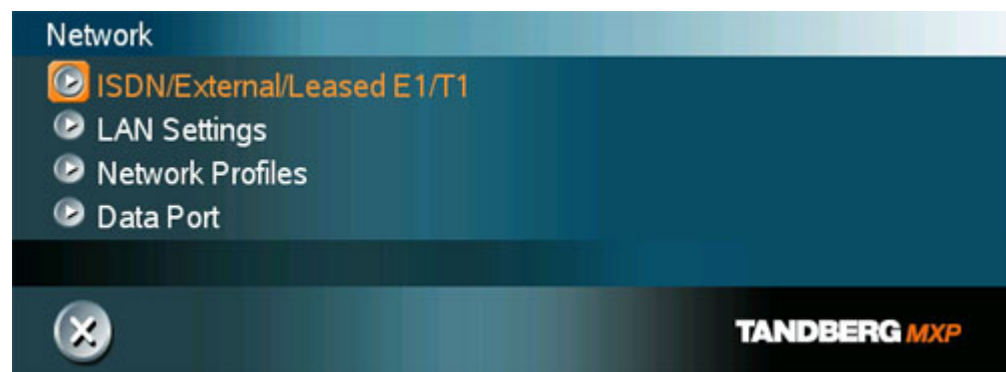 Network
ISDN/External/Leased E1/T1
LAN Settings
Network Profiles
Data Port
TANDBERG MXP